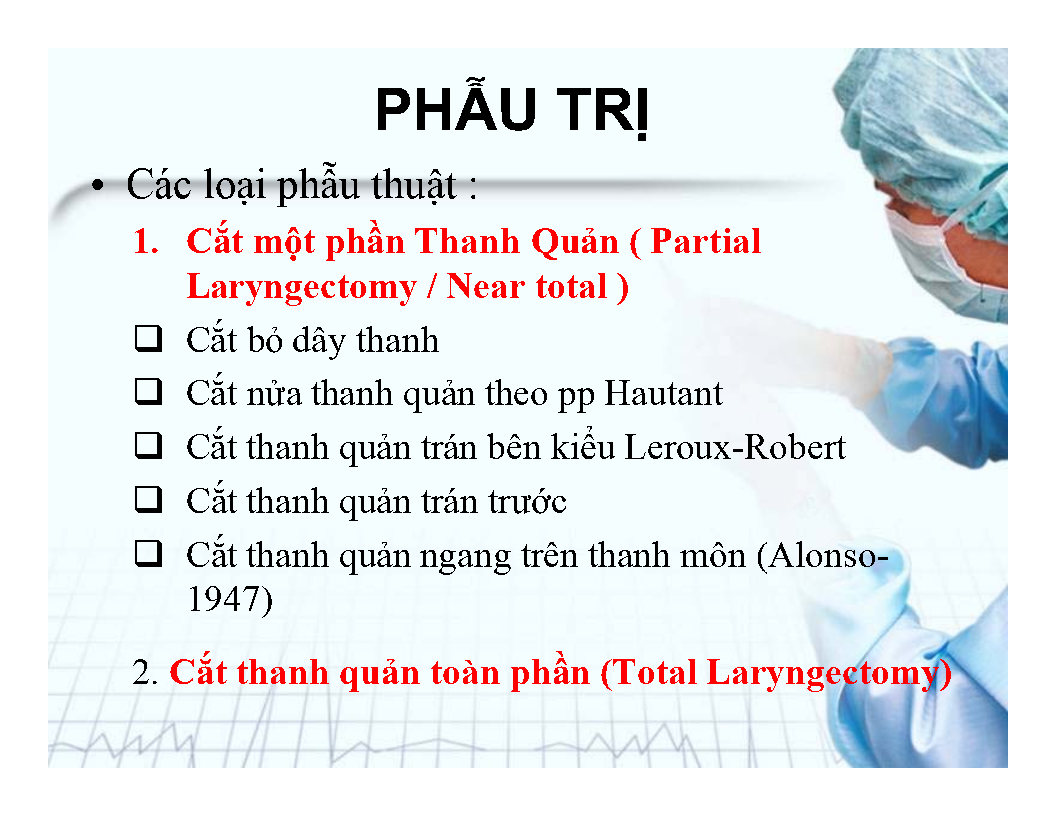 PHẪU TRỊ
• Các loại phẫu thuật :
1. Cắt một phần Thanh Quản ( Partial
Laryngectomy / Near total )
❑ Cắt bỏ dây thanh
❑ Cắt nửa thanh quản theo pp Hautant
❑ Cắt thanh quản trán bên kiểu Leroux-Robert
❑ Cắt thanh quản trán trước
❑ Cắt thanh quản ngang trên thanh môn (Alonso-
1947)
2. Cắt thanh quản toàn phần (Total Laryngectomy)